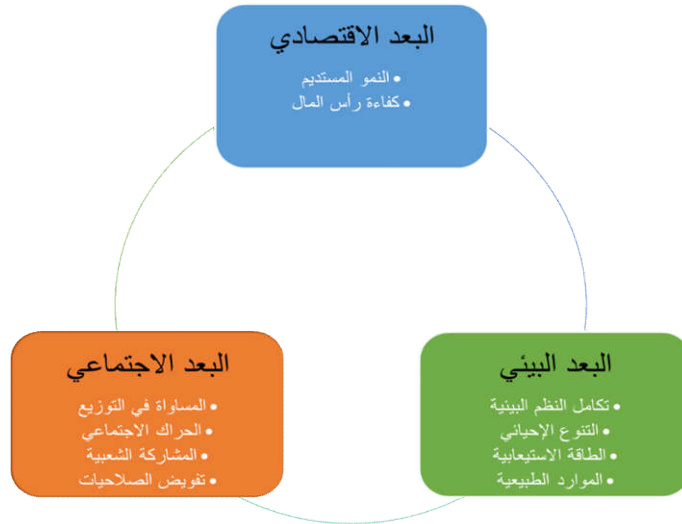 البعد الاقتصادي
• النمو المستديم
• كفاءة رأس المال
البعد البيئي
• تكامل النظم البيئية
• التنوع الإحيائي
• الطاقة الاستيعابية
• الموارد الطبيعية
البعد الاجتماعي
• المساواة في التوزيع
• الحراك الاجتماعي
• المشاركة الشعبية
• تفويض الصلاحيات